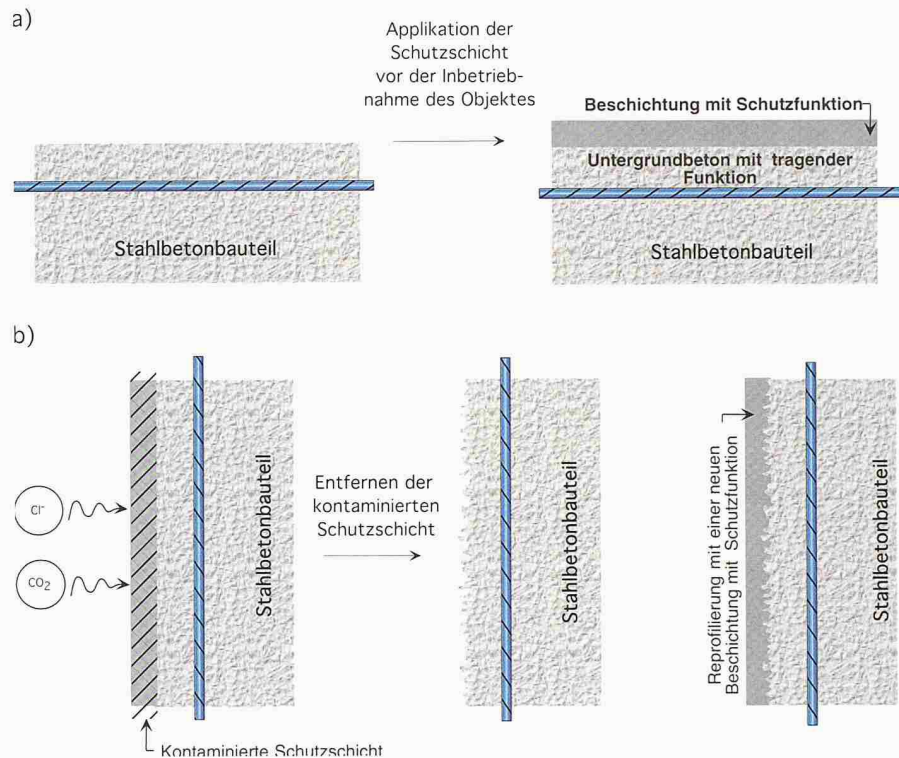 a)
Applikation der
Schutzschicht
vor der Inbetrieb-
nahme des Objektes
Beschichtung mit Schutzfunktion
Untergrundbeton mit tragender
Funktion
Stahlbetonbauteil
Stahlbetonbauteil
b)
Cl-
CO2
Stahlbetonbauteil
Entfernen der
kontaminierten
Schutzschicht
Stahlbetonbauteil
Reprofilierung mit einer neuen
Beschichtung mit Schutzfunktion
Stahlbetonbauteil
Kontaminierte Schutzschicht